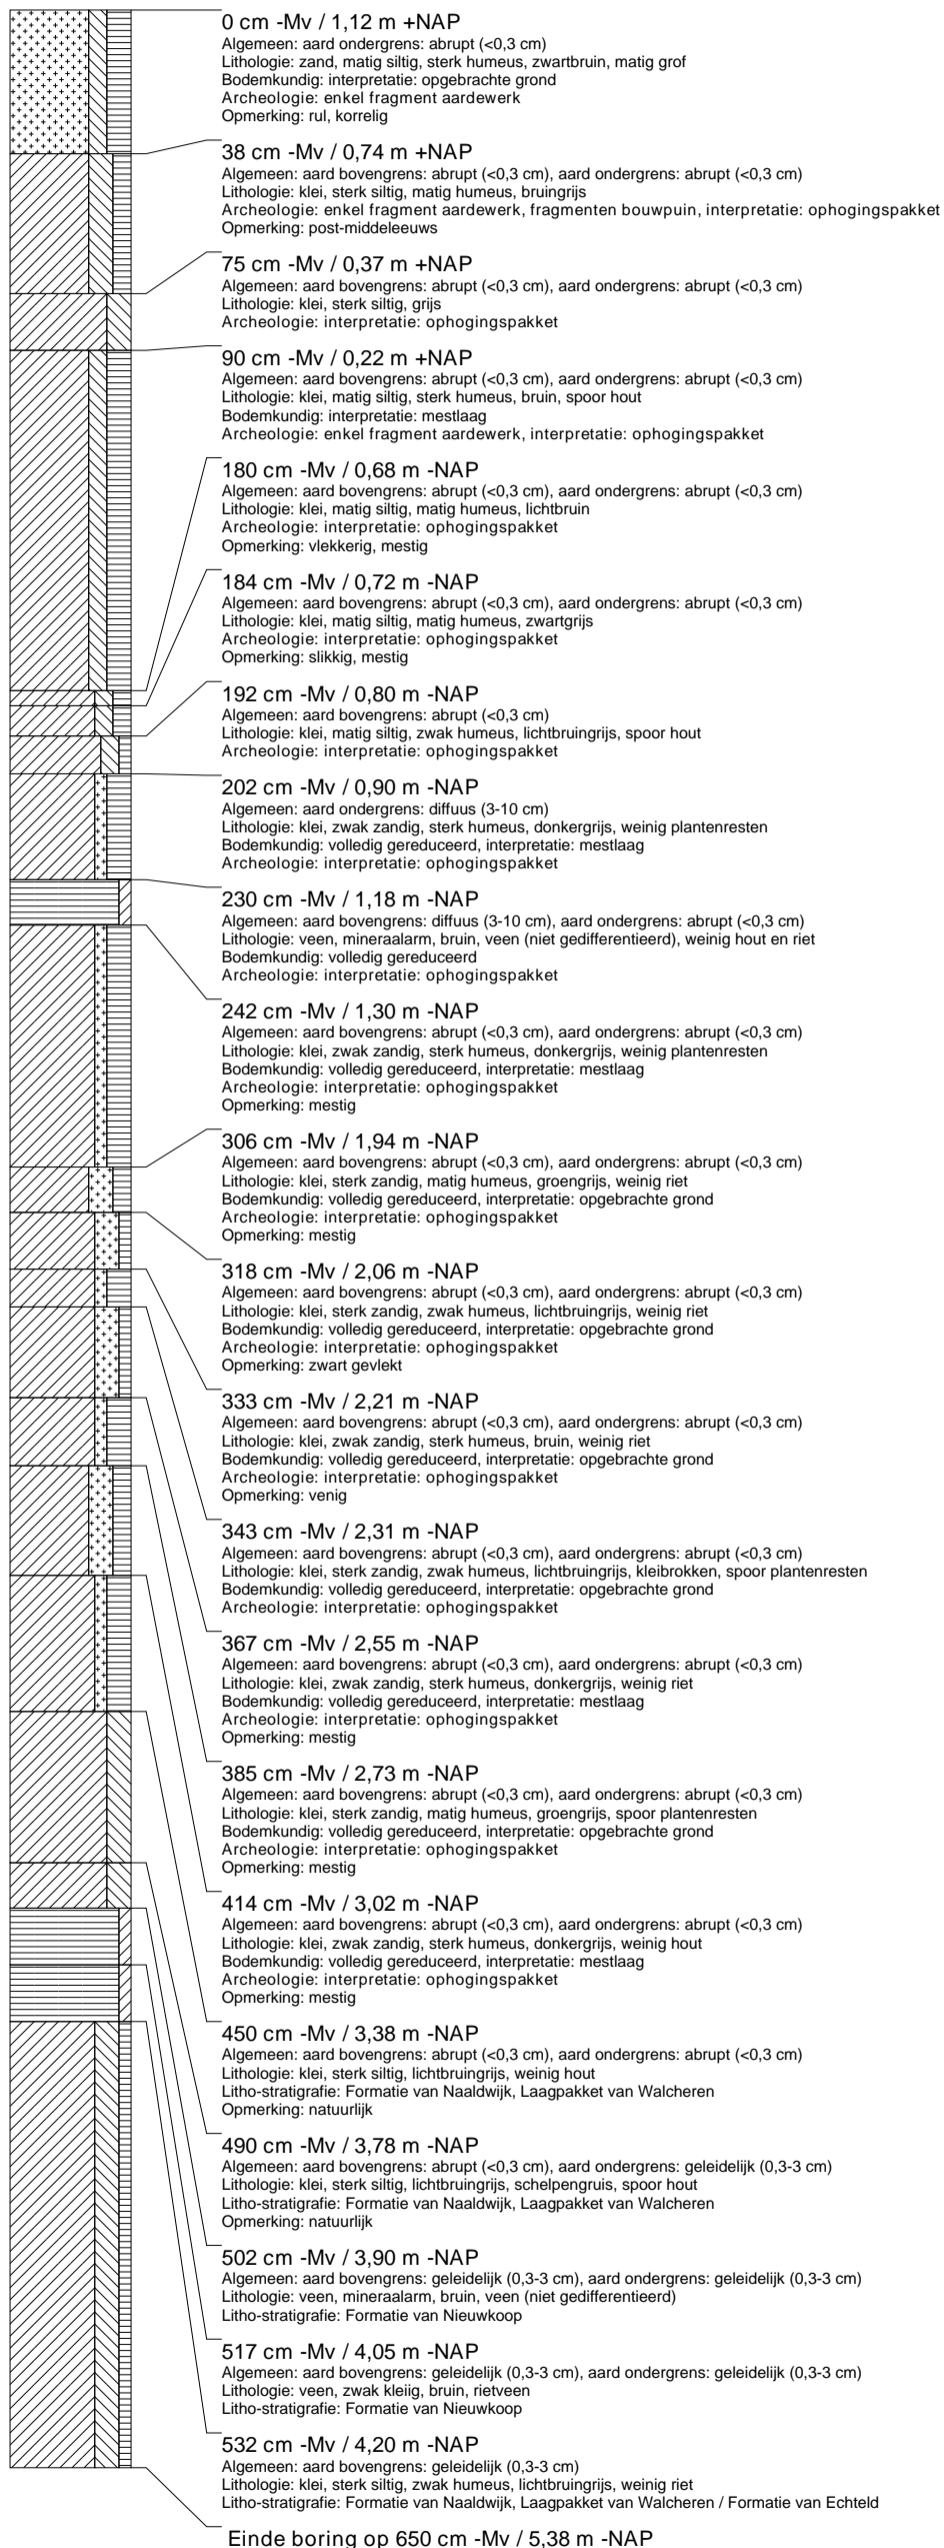 0 cm -Mv / 1,12 m +NAP
Algemeen: aard ondergrens: abrupt (<0,3 cm)
Lithologie: zand, matig siltig, sterk humeus, zwartbruin, matig grof
Bodemkundig: interpretatie: opgebrachte grond
Archeologie: enkel fragment aardewerk
Opmerking: rul, korrelig
38 cm -Mv / 0,74 m +NAP
Algemeen: aard bovengrens: abrupt (<0,3 cm), aard ondergrens: abrupt (<0,3 cm)
Lithologie: klei, sterk siltig, matig humeus, bruingrijs
Archeologie: enkel fragment aardewerk, fragmenten bouwpuin, interpretatie: ophogingspakket
Opmerking: post-middeleeuws
75 cm -Mv / 0,37 m +NAP
Algemeen: aard bovengrens: abrupt (<0,3 cm), aard ondergrens: abrupt (<0,3 cm)
Lithologie: klei, sterk siltig, grijs
Archeologie: interpretatie: ophogingspakket
90 cm -Mv / 0,22 m +NAP
Algemeen: aard bovengrens: abrupt (<0,3 cm), aard ondergrens: abrupt (<0,3 cm)
Lithologie: klei, matig siltig, sterk humeus, bruin, spoor hout
Bodemkundig: interpretatie: mestlaag
Archeologie: enkel fragment aardewerk, interpretatie: ophogingspakket
180 cm -Mv / 0,68 m -NAP
Algemeen: aard bovengrens: abrupt (<0,3 cm), aard ondergrens: abrupt (<0,3 cm)
Lithologie: klei, matig siltig, matig humeus, lichtbruin
Archeologie: interpretatie: ophogingspakket
Opmerking: vlekkerig, mestig
184 cm -Mv / 0,72 m -NAP
Algemeen: aard bovengrens: abrupt (<0,3 cm), aard ondergrens: abrupt (<0,3 cm)
Lithologie: klei, matig siltig, matig humeus, zwartgrijs
Archeologie: interpretatie: ophogingspakket
Opmerking: slikkig, mestig
192 cm -Mv / 0,80 m -NAP
Algemeen: aard bovengrens: abrupt (<0,3 cm)
Lithologie: klei, matig siltig, zwak humeus, lichtbruingrijs, spoor hout
Archeologie: interpretatie: ophogingspakket
202 cm -Mv / 0,90 m -NAP
Algemeen: aard ondergrens: diffuus (3-10 cm)
Lithologie: klei, zwak zandig, sterk humeus, donkergrijs, weinig plantenresten
Bodemkundig: volledig gereduceerd, interpretatie: mestlaag
Archeologie: interpretatie: ophogingspakket
230 cm -Mv / 1,18 m -NAP
Algemeen: aard bovengrens: diffuus (3-10 cm), aard ondergrens: abrupt (<0,3 cm)
Lithologie: veen, mineraalarm, bruin, veen (niet gedifferentieerd), weinig hout en riet
Bodemkundig: volledig gereduceerd
Archeologie: interpretatie: ophogingspakket
242 cm -Mv / 1,30 m -NAP
Algemeen: aard bovengrens: abrupt (<0,3 cm), aard ondergrens: abrupt (<0,3 cm)
Lithologie: klei, zwak zandig, sterk humeus, donkergrijs, weinig plantenresten
Bodemkundig: volledig gereduceerd, interpretatie: mestlaag
Archeologie: interpretatie: ophogingspakket
Opmerking: mestig
306 cm -Mv / 1,94 m -NAP
Algemeen: aard bovengrens: abrupt (<0,3 cm), aard ondergrens: abrupt (<0,3 cm)
Lithologie: klei, sterk zandig, matig humeus, groengrijs, weinig riet
Bodemkundig: volledig gereduceerd, interpretatie: opgebrachte grond
Archeologie: interpretatie: ophogingspakket
Opmerking: mestig
318 cm -Mv / 2,06 m -NAP
Algemeen: aard bovengrens: abrupt (<0,3 cm), aard ondergrens: abrupt (<0,3 cm)
Lithologie: klei, sterk zandig, zwak humeus, lichtbruingrijs, weinig riet
Bodemkundig: volledig gereduceerd, interpretatie: opgebrachte grond
Archeologie: interpretatie: ophogingspakket
Opmerking: zwart gevlekt
333 cm -Mv / 2,21 m -NAP
Algemeen: aard bovengrens: abrupt (<0,3 cm), aard ondergrens: abrupt (<0,3 cm)
Lithologie: klei, zwak zandig, sterk humeus, bruin, weinig riet
Bodemkundig: volledig gereduceerd, interpretatie: opgebrachte grond
Archeologie: interpretatie: ophogingspakket
Opmerking: venig
343 cm -Mv / 2,31 m -NAP
Algemeen: aard bovengrens: abrupt (<0,3 cm), aard ondergrens: abrupt (<0,3 cm)
Lithologie: klei, sterk zandig, zwak humeus, lichtbruingrijs, kleibrokken, spoor plantenresten
Bodemkundig: volledig gereduceerd, interpretatie: opgebrachte grond
Archeologie: interpretatie: ophogingspakket
367 cm -Mv / 2,55 m -NAP
Algemeen: aard bovengrens: abrupt (<0,3 cm), aard ondergrens: abrupt (<0,3 cm)
Lithologie: klei, zwak zandig, sterk humeus, donkergrijs, weinig riet
Bodemkundig: volledig gereduceerd, interpretatie: mestlaag
Archeologie: interpretatie: ophogingspakket
Opmerking: mestig
385 cm -Mv / 2,73 m -NAP
Algemeen: aard bovengrens: abrupt (<0,3 cm), aard ondergrens: abrupt (<0,3 cm)
Lithologie: klei, sterk zandig, matig humeus, groengrijs, spoor plantenresten
Bodemkundig: volledig gereduceerd, interpretatie: opgebrachte grond
Archeologie: interpretatie: ophogingspakket
Opmerking: mestig
414 cm -Mv / 3,02 m -NAP
Algemeen: aard bovengrens: abrupt (<0,3 cm), aard ondergrens: abrupt (<0,3 cm)
Lithologie: klei, zwak zandig, sterk humeus, donkergrijs, weinig hout
Bodemkundig: volledig gereduceerd, interpretatie: mestlaag
Archeologie: interpretatie: ophogingspakket
Opmerking: mestig
450 cm -Mv / 3,38 m -NAP
Algemeen: aard bovengrens: abrupt (<0,3 cm), aard ondergrens: abrupt (<0,3 cm)
Lithologie: klei, sterk siltig, lichtbruingrijs, weinig hout
Litho-stratigrafie: Formatie van Naaldwijk, Laagpakket van Walcheren
Opmerking: natuurlijk
490 cm -Mv / 3,78 m -NAP
Algemeen: aard bovengrens: abrupt (<0,3 cm), aard ondergrens: geleidelijk (0,3-3 cm)
Lithologie: klei, sterk siltig, lichtbruingrijs, schelpengruis, spoor hout
Litho-stratigrafie: Formatie van Naaldwijk, Laagpakket van Walcheren
Opmerking: natuurlijk
502 cm -Mv / 3,90 m -NAP
Algemeen: aard bovengrens: geleidelijk (0,3-3 cm), aard ondergrens: geleidelijk (0,3-3 cm)
Lithologie: veen, mineraalarm, bruin, veen (niet gedifferentieerd)
Litho-stratigrafie: Formatie van Nieuwkoop
517 cm -Mv / 4,05 m -NAP
Algemeen: aard bovengrens: geleidelijk (0,3-3 cm), aard ondergrens: geleidelijk (0,3-3 cm)
Lithologie: veen, zwak kleiig, bruin, rietveen
Litho-stratigrafie: Formatie van Nieuwkoop
532 cm -Mv / 4,20 m -NAP
Algemeen: aard bovengrens: geleidelijk (0,3-3 cm)
Lithologie: klei, sterk siltig, zwak humeus, lichtbruingrijs, weinig riet
Litho-stratigrafie: Formatie van Naaldwijk, Laagpakket van Walcheren / Formatie van Echteld
Einde boring op 650 cm -Mv / 5,38 m -NAP